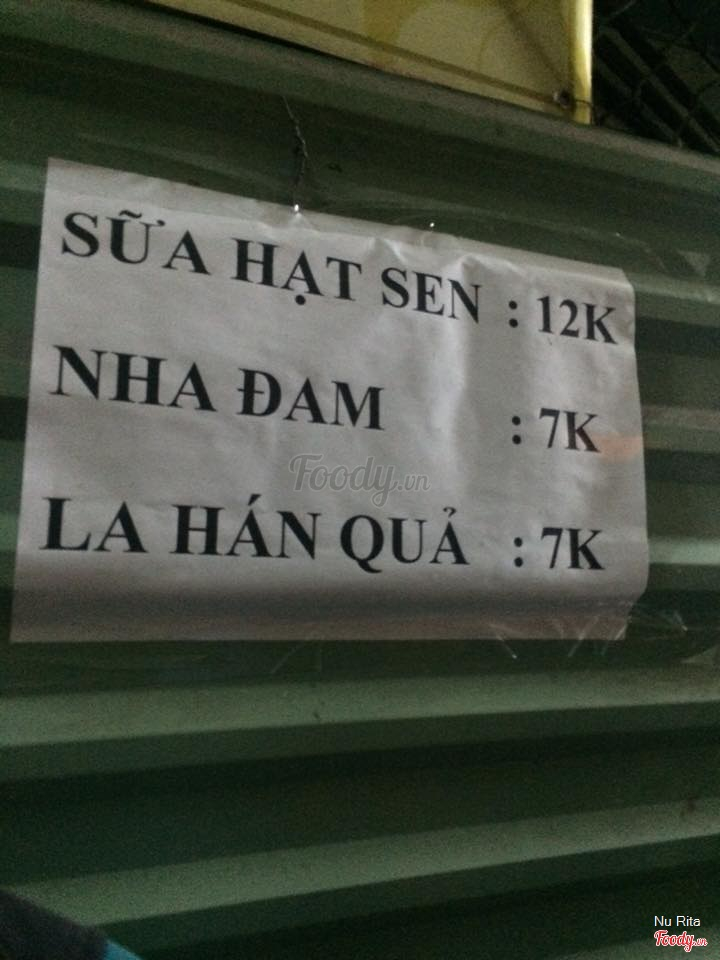 SỮA HẠT SEN : 12K
NHA ĐAM : 7K
Foody.vn
LA HÁN QUẢ : 7K
Nu Rita
Foody.vn